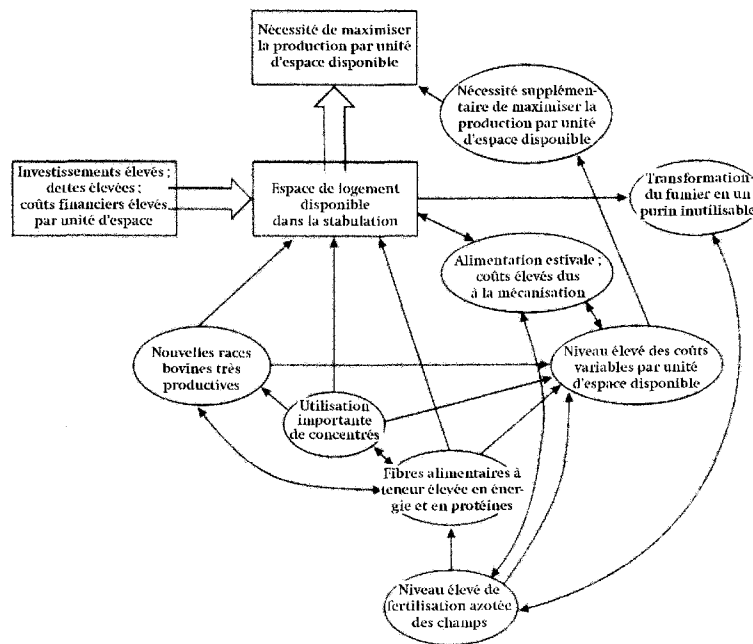 Nécessité de maximiser
la production par unité
d'espace disponible
Nécessité supplémen-
taire de maximiser la
production par unité
d'espace disponible
Investissements élevés ;
dettes élevées ;
coûts financiers élevés
par unité d'espace
Espace de logement
disponible
dans la stabulation
Transformation
du fumier en un
purin inutilisable
Alimentation estivale ;
coûts élevés dus
à la mécanisation
Nouvelles races
bovines très
productives
Niveau élevé des coûts
variables par unité
d'espace disponible
Utilisation
importante
de concentrés
Fibres alimentaires à
teneur élevée en éner-
gie et en protéines
Niveau élevé de
fertilisation azotée
des champs